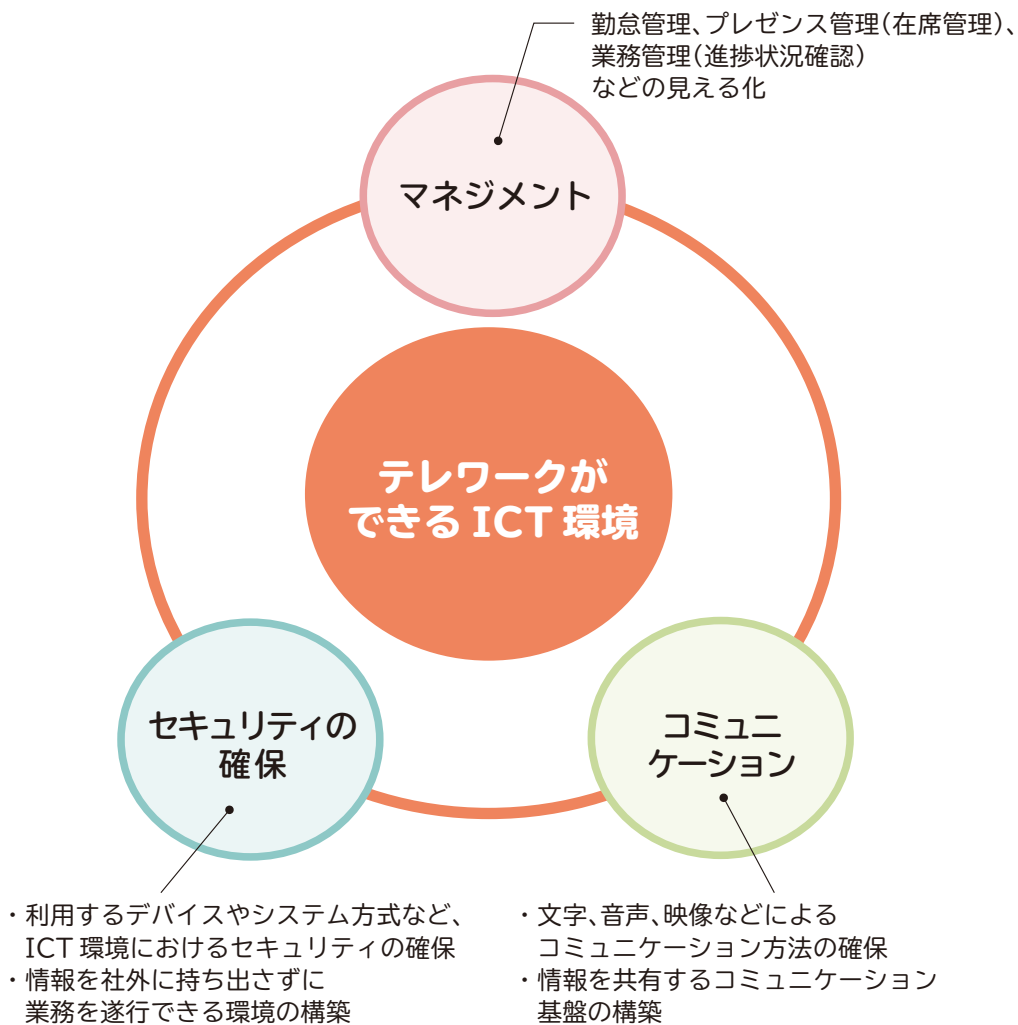 勤怠管理、プレゼンス管理(在席管理)、
業務管理(進捗状況確認)
などの見える化
マネジメント
テレワークが
できる ICT 環境
セキュリティの
確保
コミュニ
ケーション
・利用するデバイスやシステム方式など、
ICT 環境におけるセキュリティの確保
・情報を社外に持ち出さずに
業務を遂行できる環境の構築
・文字、音声、映像などによる
コミュニケーション方法の確保
・情報を共有するコミュニケーション
基盤の構築